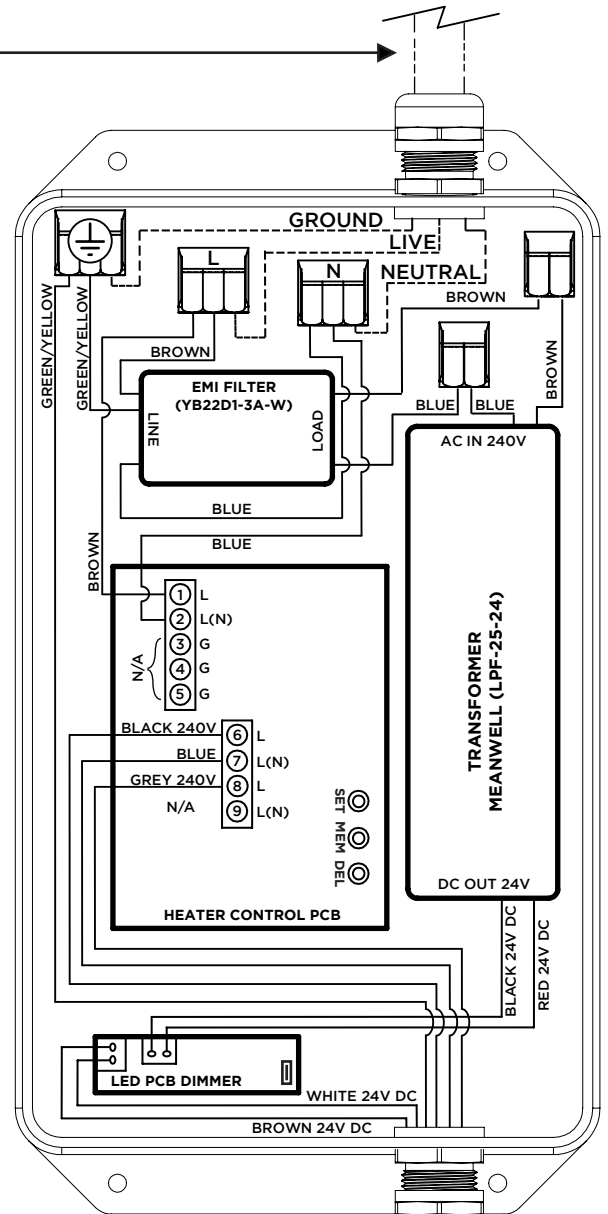 GROUND
LIVE
L
N
NEUTRAL
BROWN
GREEN/YELLOW
GREEN/YELLOW
BROWN
BROWN
EMI FILTER
(YB22D1-3A-W)
LINE
LOAD
BLUE
BLUE
AC IN 240V
BLUE
BLUE
BROWN
1 L
2 L(N)
3 G
4 G
5 G
N/A
BLACK 240V
6 L
BLUE
7 L(N)
GREY 240V
8 L
N/A
9 L(N)
SET
MEM
DEL
HEATER CONTROL PCB
TRANSFORMER
MEANWELL (LPF-25-24)
DC OUT 24V
BLACK 24V DC
RED 24V DC
LED PCB DIMMER
WHITE 24V DC
BROWN 24V DC